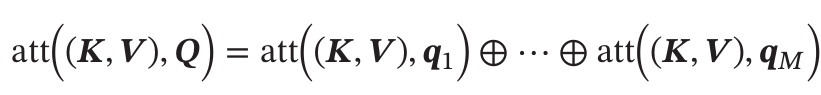 att((K, V), Q) = att((K, V), q₁) ⊕ ⋯ ⊕ att((K, V), q_M)